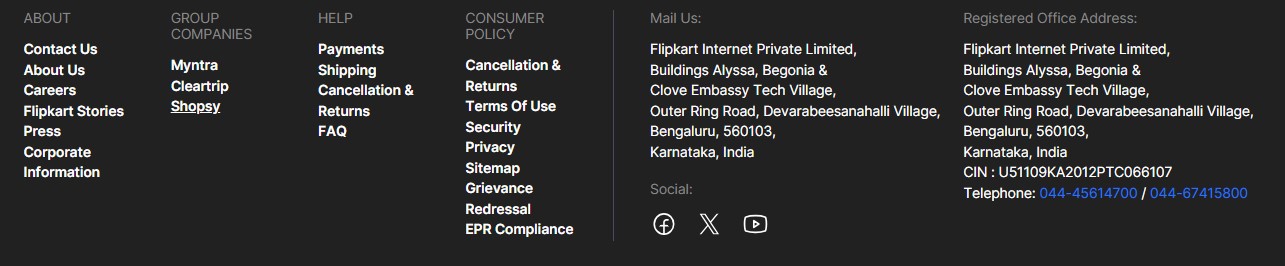 ABOUT
Contact Us
About Us
Careers
Flipkart Stories
Press
Corporate
Information
GROUP
COMPANIES
Myntra
Cleartrip
Shopsy
HELP
Payments
Shipping
Cancellation &
Returns
FAQ
CONSUMER
POLICY
Cancellation &
Returns
Terms Of Use
Security
Privacy
Sitemap
Grievance
Redressal
EPR Compliance
Mail Us:
Flipkart Internet Private Limited,
Buildings Alyssa, Begonia &
Clove Embassy Tech Village,
Outer Ring Road, Devarabeesanahalli Village,
Bengaluru, 560103,
Karnataka, India
Social:
Registered Office Address:
Flipkart Internet Private Limited,
Buildings Alyssa, Begonia &
Clove Embassy Tech Village,
Outer Ring Road, Devarabeesanahalli Village,
Bengaluru, 560103,
Karnataka, India
CIN : U51109KA2012PTC066107
Telephone: 044-45614700 / 044-67415800